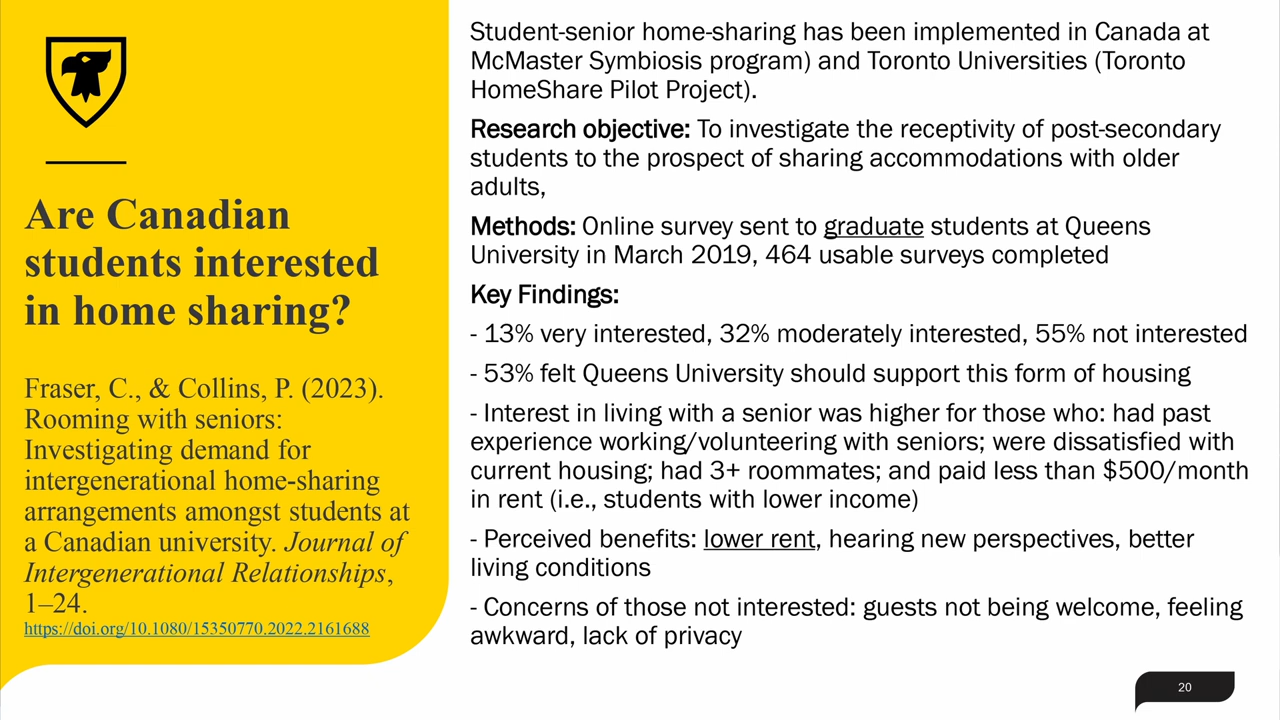 Are Canadian
students interested
in home sharing?
Fraser, C., & Collins, P. (2023).
Rooming with seniors:
Investigating demand for
intergenerational home-sharing
arrangements amongst students at
a Canadian university. Journal of
Intergenerational Relationships,
1–24.
https://doi.org/10.1080/15350770.2022.2161688
Student-senior home-sharing has been implemented in Canada at
McMaster Symbiosis program) and Toronto Universities (Toronto
HomeShare Pilot Project).
Research objective: To investigate the receptivity of post-secondary
students to the prospect of sharing accommodations with older
adults,
Methods: Online survey sent to graduate students at Queens
University in March 2019, 464 usable surveys completed
Key Findings:
- 13% very interested, 32% moderately interested, 55% not interested
- 53% felt Queens University should support this form of housing
- Interest in living with a senior was higher for those who: had past
experience working/volunteering with seniors; were dissatisfied with
current housing; had 3+ roommates; and paid less than $500/month
in rent (i.e., students with lower income)
- Perceived benefits: lower rent, hearing new perspectives, better
living conditions
- Concerns of those not interested: guests not being welcome, feeling
awkward, lack of privacy
20